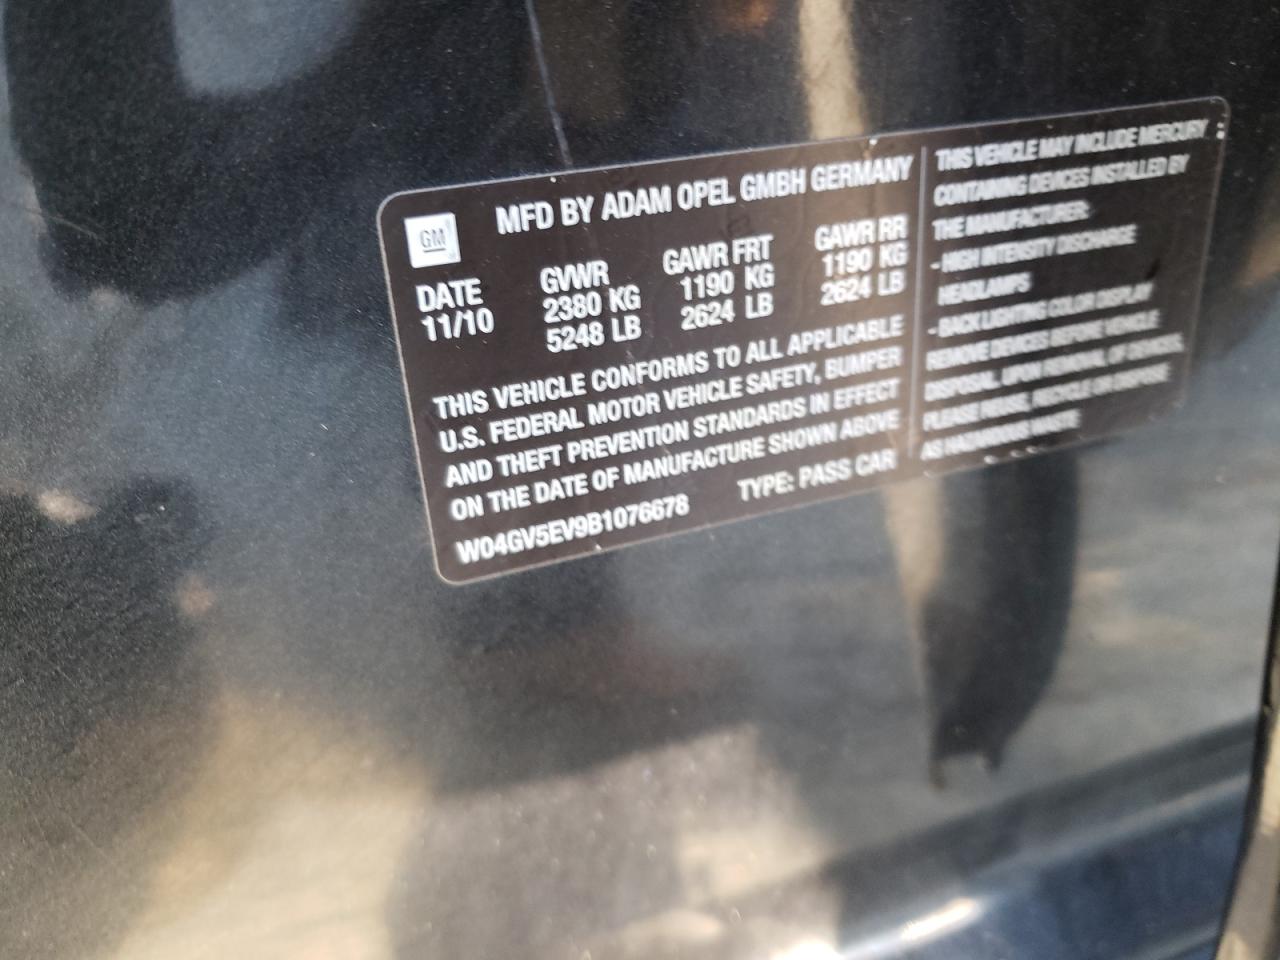 GM
MFD BY ADAM OPEL GMBH GERMANY
DATE GVWR GAWR FRT GAWR RR
11/10 2380 KG 1190 KG 1190 KG
5248 LB 2624 LB 2624 LB
THIS VEHICLE CONFORMS TO ALL APPLICABLE
U.S. FEDERAL MOTOR VEHICLE SAFETY, BUMPER
AND THEFT PREVENTION STANDARDS IN EFFECT
ON THE DATE OF MANUFACTURE SHOWN ABOVE
W04GV5EV9B1076678 TYPE: PASS CAR
THIS VEHICLE MAY INCLUDE MERCURY
CONTAINING DEVICES INSTALLED BY
THE MANUFACTURER:
- HIGH INTENSITY DISCHARGE
HEADLAMPS
- BACK LIGHTING COLOR DISPLAY
REMOVE DEVICES BEFORE VEHICLE
DISPOSAL. UPON REMOVAL OF DEVICES,
PLEASE REUSE, RECYCLE OR DISPOSE
AS HAZARDOUS WASTE